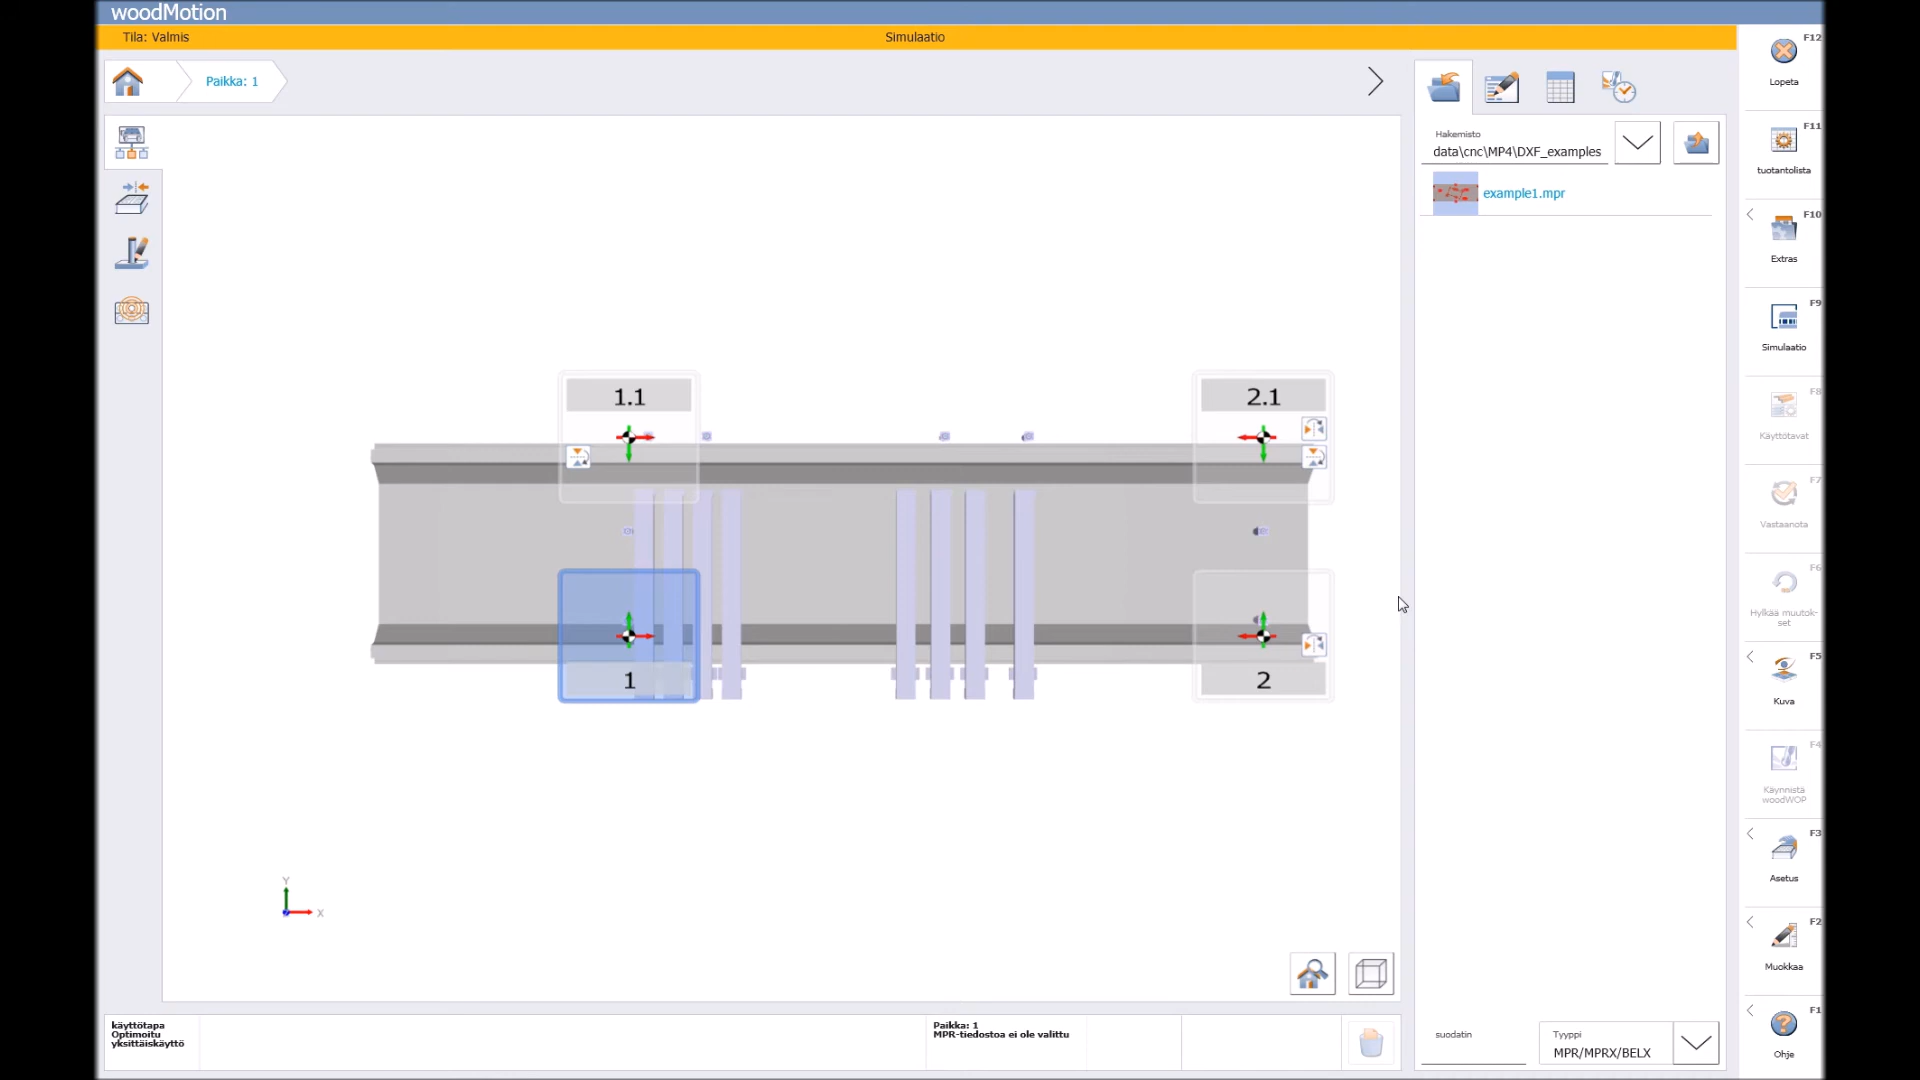 woodMotion
Tila: Valmis
Simulaatio
Paikka: 1
Hakemisto
data\cnc\MP4\DXF_examples
example1.mpr
1.1
2.1
1
2
Y
X
käyttötapa
Optimoitu
yksittäiskäyttö
Paikka: 1
MPR-tiedostoa ei ole valittu
suodatin
Tyyppi
MPR/MPRX/BELX
F12
Lopeta
F11
tuotantolista
F10
Extras
F9
Simulaatio
F8
Käyttötavat
F7
Vastaanota
F6
Hylkää muutok-
set
F5
Kuva
F4
Käynnistä
woodWOP
F3
Asetus
F2
Muokkaa
F1
Ohje